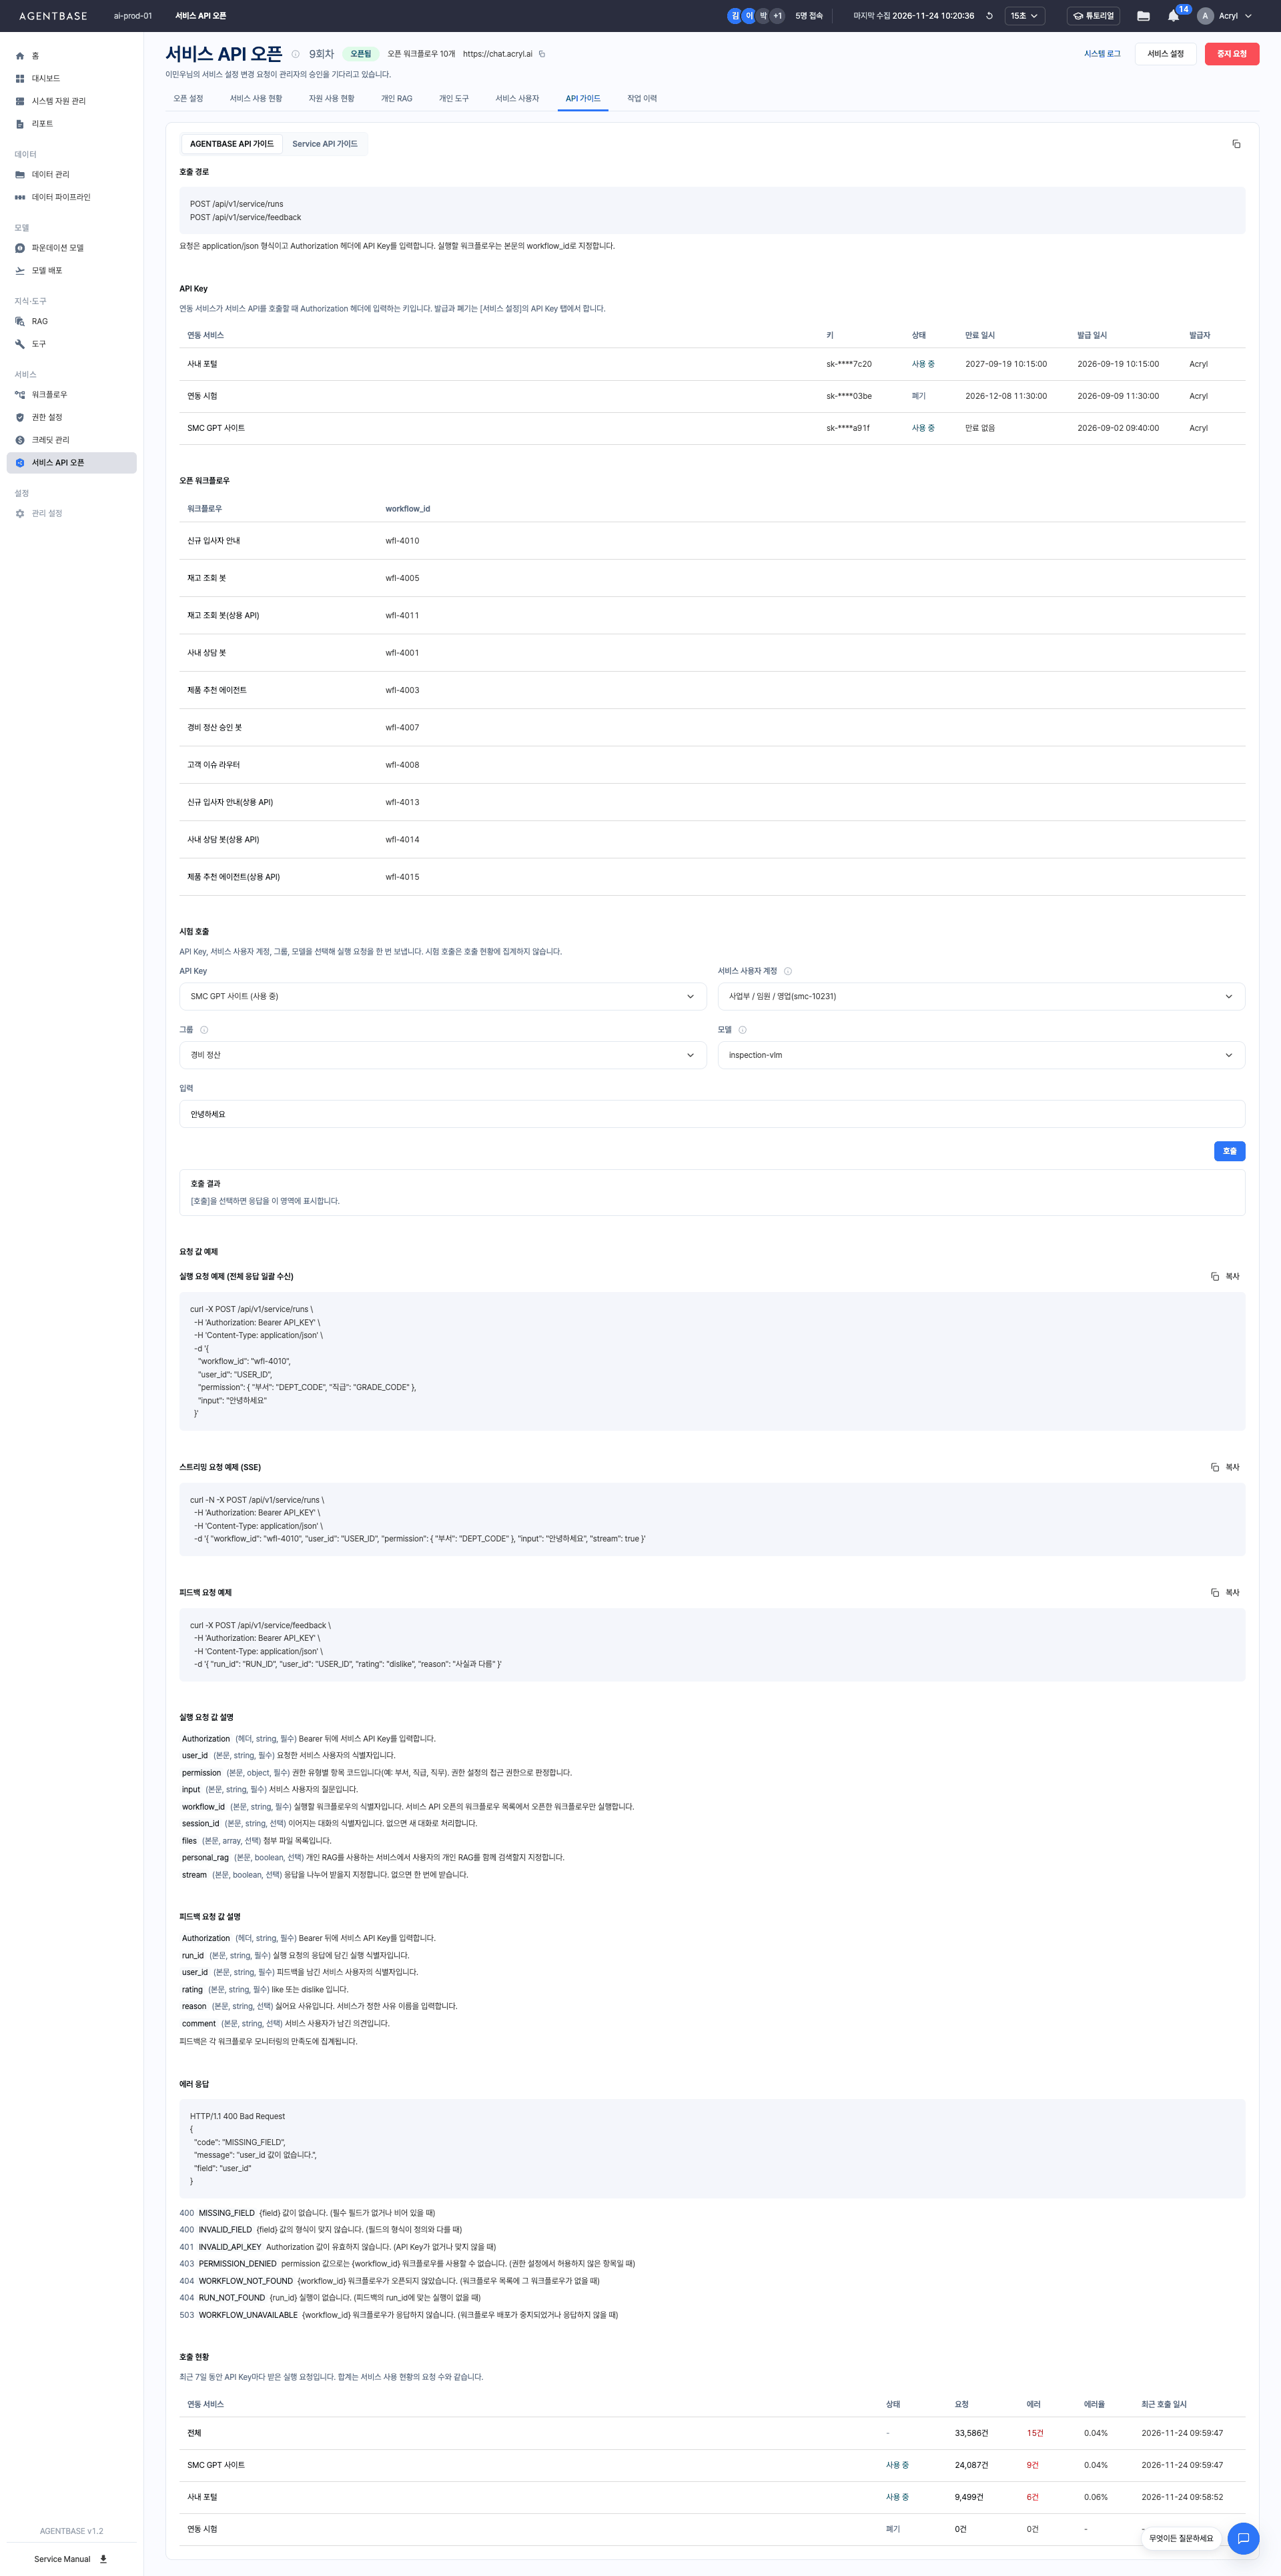 AGENTBASE
ai-prod-01
서비스 API 오픈
김 이 박 +1
5명 접속
마지막 수집 2026-11-24 10:20:36
15초
튜토리얼
14
A
Acryl
홈
대시보드
시스템 자원 관리
리포트
데이터
데이터 관리
데이터 파이프라인
모델
파운데이션 모델
모델 배포
지식·도구
RAG
도구
서비스
워크플로우
권한 설정
크레딧 관리
서비스 API 오픈
설정
관리 설정
AGENTBASE v1.2
Service Manual
서비스 API 오픈
9회차
오픈됨
오픈 워크플로우 10개
https://chat.acryl.ai
시스템 로그
서비스 설정
중지 요청
이민우님의 서비스 설정 변경 요청이 관리자의 승인을 기다리고 있습니다.
오픈 설정
서비스 사용 현황
자원 사용 현황
개인 RAG
개인 도구
서비스 사용자
API 가이드
작업 이력
AGENTBASE API 가이드
Service API 가이드
호출 경로
POST /api/v1/service/runs
POST /api/v1/service/feedback
요청은 application/json 형식이고 Authorization 헤더에 API Key를 입력합니다. 실행할 워크플로우는 본문의 workflow_id로 지정합니다.
API Key
연동 서비스가 서비스 API를 호출할 때 Authorization 헤더에 입력하는 키입니다. 발급과 폐기는 [서비스 설정]의 API Key 탭에서 합니다.
연동 서비스 키 상태 만료 일시 발급 일시 발급자
사내 포털 sk-****7c20 사용 중 2027-09-19 10:15:00 2026-09-19 10:15:00 Acryl
연동 시험 sk-****03be 폐기 2026-12-08 11:30:00 2026-09-09 11:30:00 Acryl
SMC GPT 사이트 sk-****a91f 사용 중 만료 없음 2026-09-02 09:40:00 Acryl
오픈 워크플로우
워크플로우 workflow_id
신규 입사자 안내 wfl-4010
재고 조회 봇 wfl-4005
재고 조회 봇(상용 API) wfl-4011
사내 상담 봇 wfl-4001
제품 추천 에이전트 wfl-4003
경비 정산 승인 봇 wfl-4007
고객 이슈 라우터 wfl-4008
신규 입사자 안내(상용 API) wfl-4013
사내 상담 봇(상용 API) wfl-4014
제품 추천 에이전트(상용 API) wfl-4015
시험 호출
API Key, 서비스 사용자 계정, 그룹, 모델을 선택해 실행 요청을 한 번 보냅니다. 시험 호출은 호출 현황에 집계하지 않습니다.
API Key
서비스 사용자 계정
SMC GPT 사이트 (사용 중)
사업부 / 임원 / 영업(smc-10231)
그룹
모델
경비 정산
inspection-vlm
입력
안녕하세요
호출
호출 결과
[호출]을 선택하면 응답을 이 영역에 표시합니다.
요청 값 예제
실행 요청 예제 (전체 응답 일괄 수신)
복사
curl -X POST /api/v1/service/runs \
-H 'Authorization: Bearer API_KEY' \
-H 'Content-Type: application/json' \
-d '{
"workflow_id": "wfl-4010",
"user_id": "USER_ID",
"permission": { "부서": "DEPT_CODE", "직급": "GRADE_CODE" },
"input": "안녕하세요"
}'
스트리밍 요청 예제 (SSE)
복사
curl -N -X POST /api/v1/service/runs \
-H 'Authorization: Bearer API_KEY' \
-H 'Content-Type: application/json' \
-d '{ "workflow_id": "wfl-4010", "user_id": "USER_ID", "permission": { "부서": "DEPT_CODE" }, "input": "안녕하세요", "stream": true }'
피드백 요청 예제
복사
curl -X POST /api/v1/service/feedback \
-H 'Authorization: Bearer API_KEY' \
-H 'Content-Type: application/json' \
-d '{ "run_id": "RUN_ID", "user_id": "USER_ID", "rating": "dislike", "reason": "사실과 다름" }'
실행 요청 값 설명
Authorization (헤더, string, 필수) Bearer 뒤에 서비스 API Key를 입력합니다.
user_id (본문, string, 필수) 요청한 서비스 사용자의 식별자입니다.
permission (본문, object, 필수) 권한 유형별 항목 코드입니다(예: 부서, 직급, 직무). 권한 설정의 접근 권한으로 판정합니다.
input (본문, string, 필수) 서비스 사용자의 질문입니다.
workflow_id (본문, string, 필수) 실행할 워크플로우의 식별자입니다. 서비스 API 오픈의 워크플로우 목록에서 오픈한 워크플로우만 실행합니다.
session_id (본문, string, 선택) 이어지는 대화의 식별자입니다. 없으면 새 대화로 처리합니다.
files (본문, array, 선택) 첨부 파일 목록입니다.
personal_rag (본문, boolean, 선택) 개인 RAG를 사용하는 서비스에서 사용자의 개인 RAG를 함께 검색할지 지정합니다.
stream (본문, boolean, 선택) 응답을 나누어 받을지 지정합니다. 없으면 한 번에 받습니다.
피드백 요청 값 설명
Authorization (헤더, string, 필수) Bearer 뒤에 서비스 API Key를 입력합니다.
run_id (본문, string, 필수) 실행 요청의 응답에 담긴 실행 식별자입니다.
user_id (본문, string, 필수) 피드백을 남긴 서비스 사용자의 식별자입니다.
rating (본문, string, 필수) like 또는 dislike 입니다.
reason (본문, string, 선택) 싫어요 사유입니다. 서비스가 정한 사유 이름을 입력합니다.
comment (본문, string, 선택) 서비스 사용자가 남긴 의견입니다.
피드백은 각 워크플로우 모니터링의 만족도에 집계됩니다.
에러 응답
HTTP/1.1 400 Bad Request
{
"code": "MISSING_FIELD",
"message": "user_id 값이 없습니다.",
"field": "user_id"
}
400 MISSING_FIELD {field} 값이 없습니다. (필수 필드가 없거나 비어 있을 때)
400 INVALID_FIELD {field} 값의 형식이 맞지 않습니다. (필드의 형식이 정의와 다를 때)
401 INVALID_API_KEY Authorization 값이 유효하지 않습니다. (API Key가 없거나 맞지 않을 때)
403 PERMISSION_DENIED permission 값으로는 {workflow_id} 워크플로우를 사용할 수 없습니다. (권한 설정에서 허용하지 않은 항목일 때)
404 WORKFLOW_NOT_FOUND {workflow_id} 워크플로우가 오픈되지 않았습니다. (워크플로우 목록에 그 워크플로우가 없을 때)
404 RUN_NOT_FOUND {run_id} 실행이 없습니다. (피드백의 run_id에 맞는 실행이 없을 때)
503 WORKFLOW_UNAVAILABLE {workflow_id} 워크플로우가 응답하지 않습니다. (워크플로우 배포가 중지되었거나 응답하지 않을 때)
호출 현황
최근 7일 동안 API Key마다 받은 실행 요청입니다. 합계는 서비스 사용 현황의 요청 수와 같습니다.
연동 서비스 상태 요청 에러 에러율 최근 호출 일시
전체 - 33,586건 15건 0.04% 2026-11-24 09:59:47
SMC GPT 사이트 사용 중 24,087건 9건 0.04% 2026-11-24 09:59:47
사내 포털 사용 중 9,499건 6건 0.06% 2026-11-24 09:58:52
연동 시험 폐기 0건 0건 - -
무엇이든 질문하세요